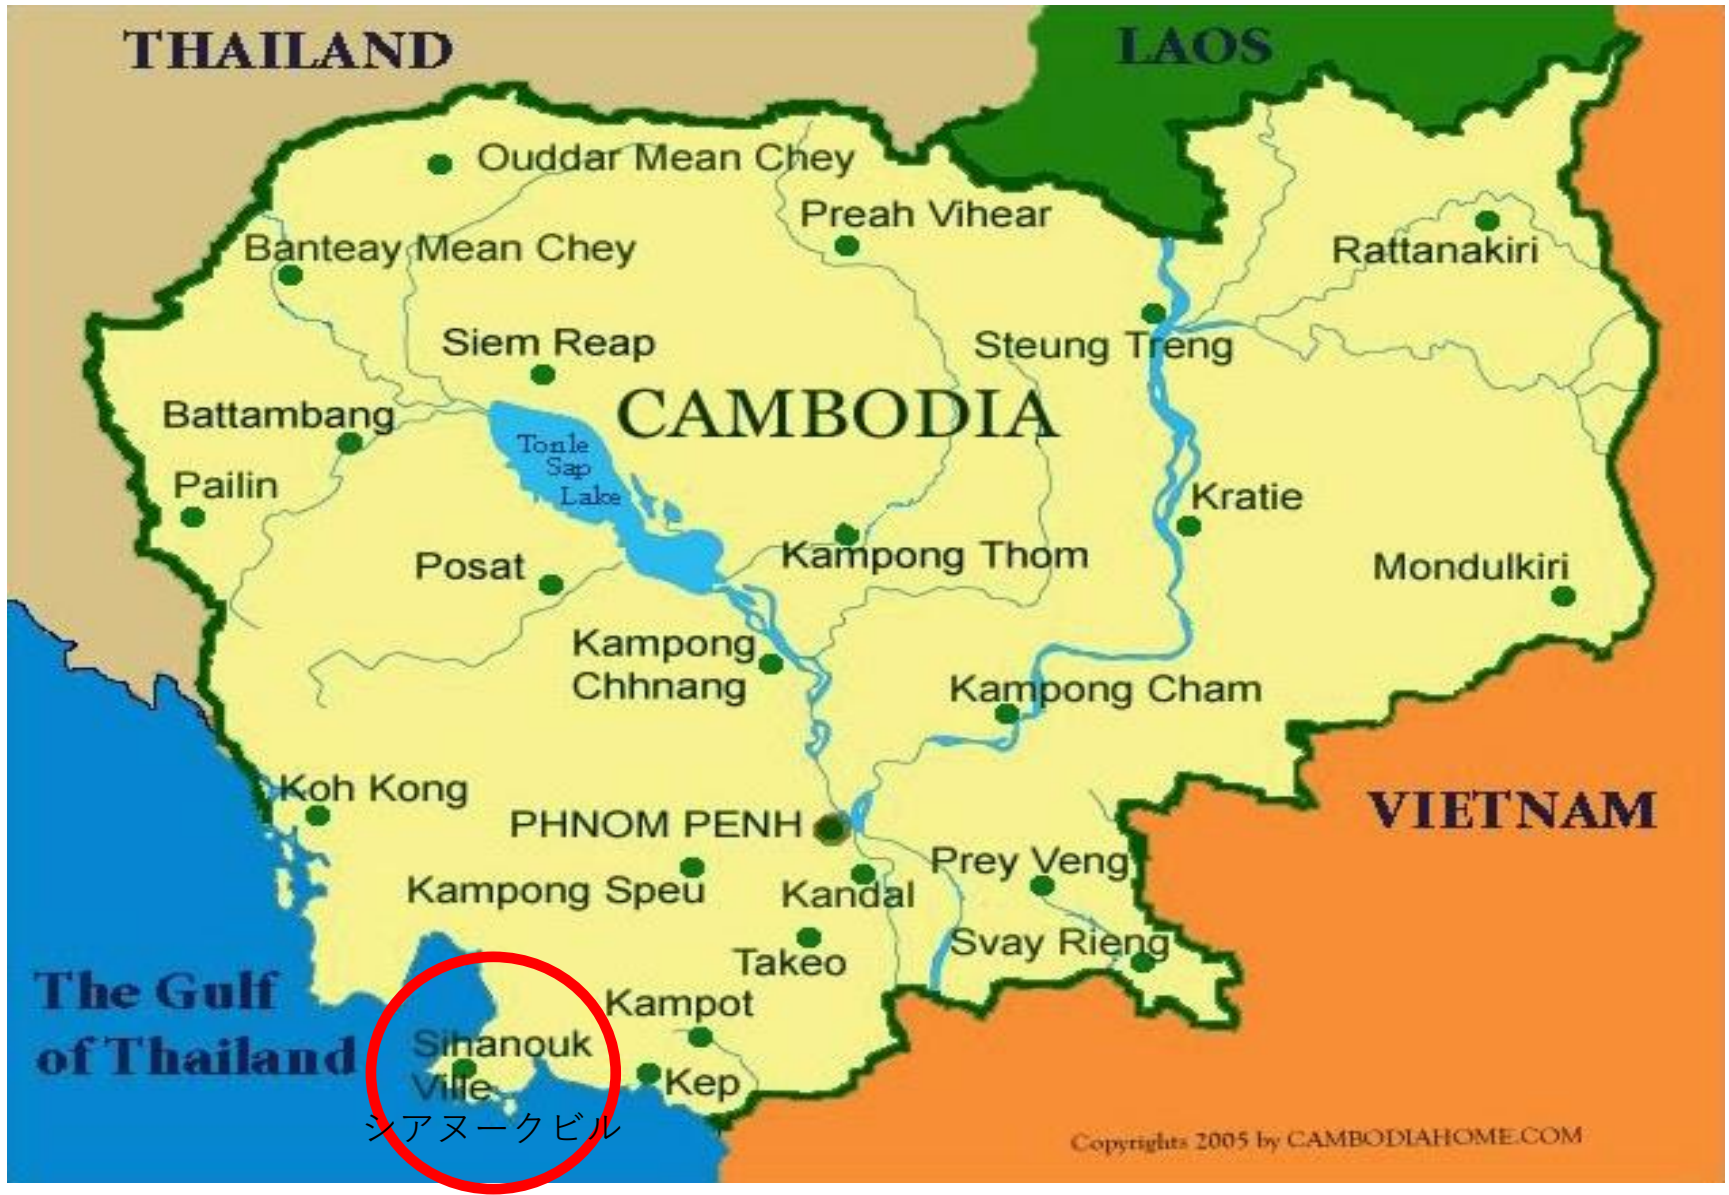 THAILAND
LAOS
Ouddar Mean Chey
Preah Vihear
Banteay Mean Chey
Rattanakiri
Siem Reap
Steung Treng
CAMBODIA
Battambang
Tonle
Sap
Lake
Pailin
Kratie
Kampong Thom
Posat
Mondulkiri
Kampong
Chhnang
Kampong Cham
Koh Kong
PHNOM PENH
VIETNAM
Prey Veng
Kampong Speu
Kandal
Svay Rieng
Takeo
The Gulf
of Thailand
Kampot
Sihanouk
Ville
Kep
シアヌークビル
Copyrights 2005 by CAMBODIAHOME.COM